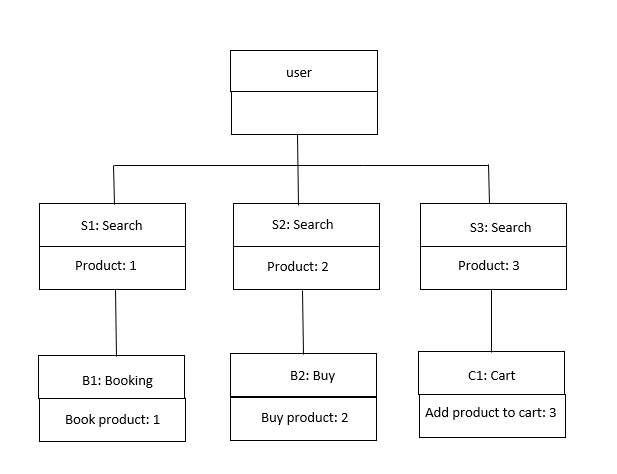 user
S1: Search
S2: Search
S3: Search
Product: 1
Product: 2
Product: 3
B1: Booking
B2: Buy
C1: Cart
Book product: 1
Buy product: 2
Add product to cart: 3